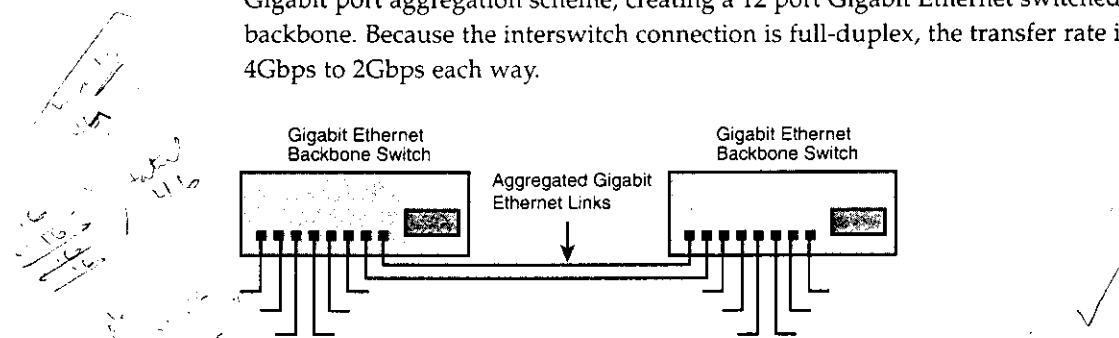 Gigabit port aggregation scheme, creating a 12 port Gigabit Ethernet switched
backbone. Because the interswitch connection is full-duplex, the transfer rate i
4Gbps to 2Gbps each way.
Gigabit Ethernet
Backbone Switch
Aggregated Gigabit
Ethernet Links
Gigabit Ethernet
Backbone Switch